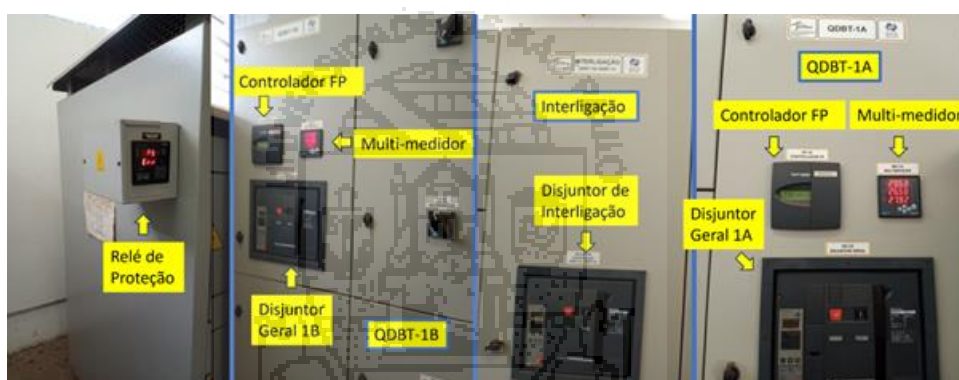 Relé de
Proteção
Controlador FP
Multi-medidor
Disjuntor
Geral 1B
QDBT-1B
INTERLIGAÇÃO
Interligação
Disjuntor de
Interligação
QDBT-1A
QDBT-1A
Controlador FP
Multi-medidor
Disjuntor
Geral 1A